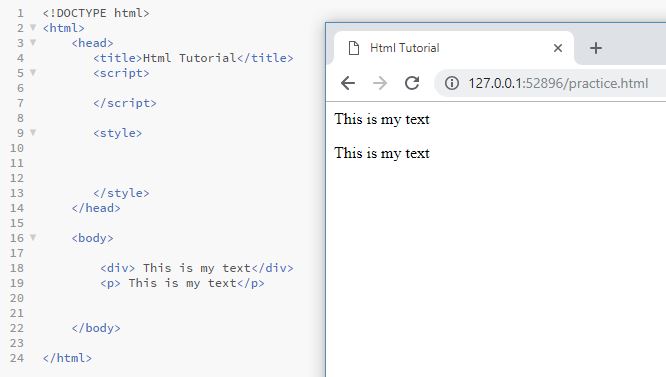 1 <!DOCTYPE html>
2 <html>
3 <head>
4 <title>Html Tutorial</title>
5 <script>
6
7 </script>
8
9 <style>
10
11
12
13 </style>
14 </head>
15
16 <body>
17
18 <div> This is my text</div>
19 <p> This is my text</p>
20
21
22 </body>
23
24 </html>
Html Tutorial
127.0.0.1:52896/practice.html
This is my text
This is my text